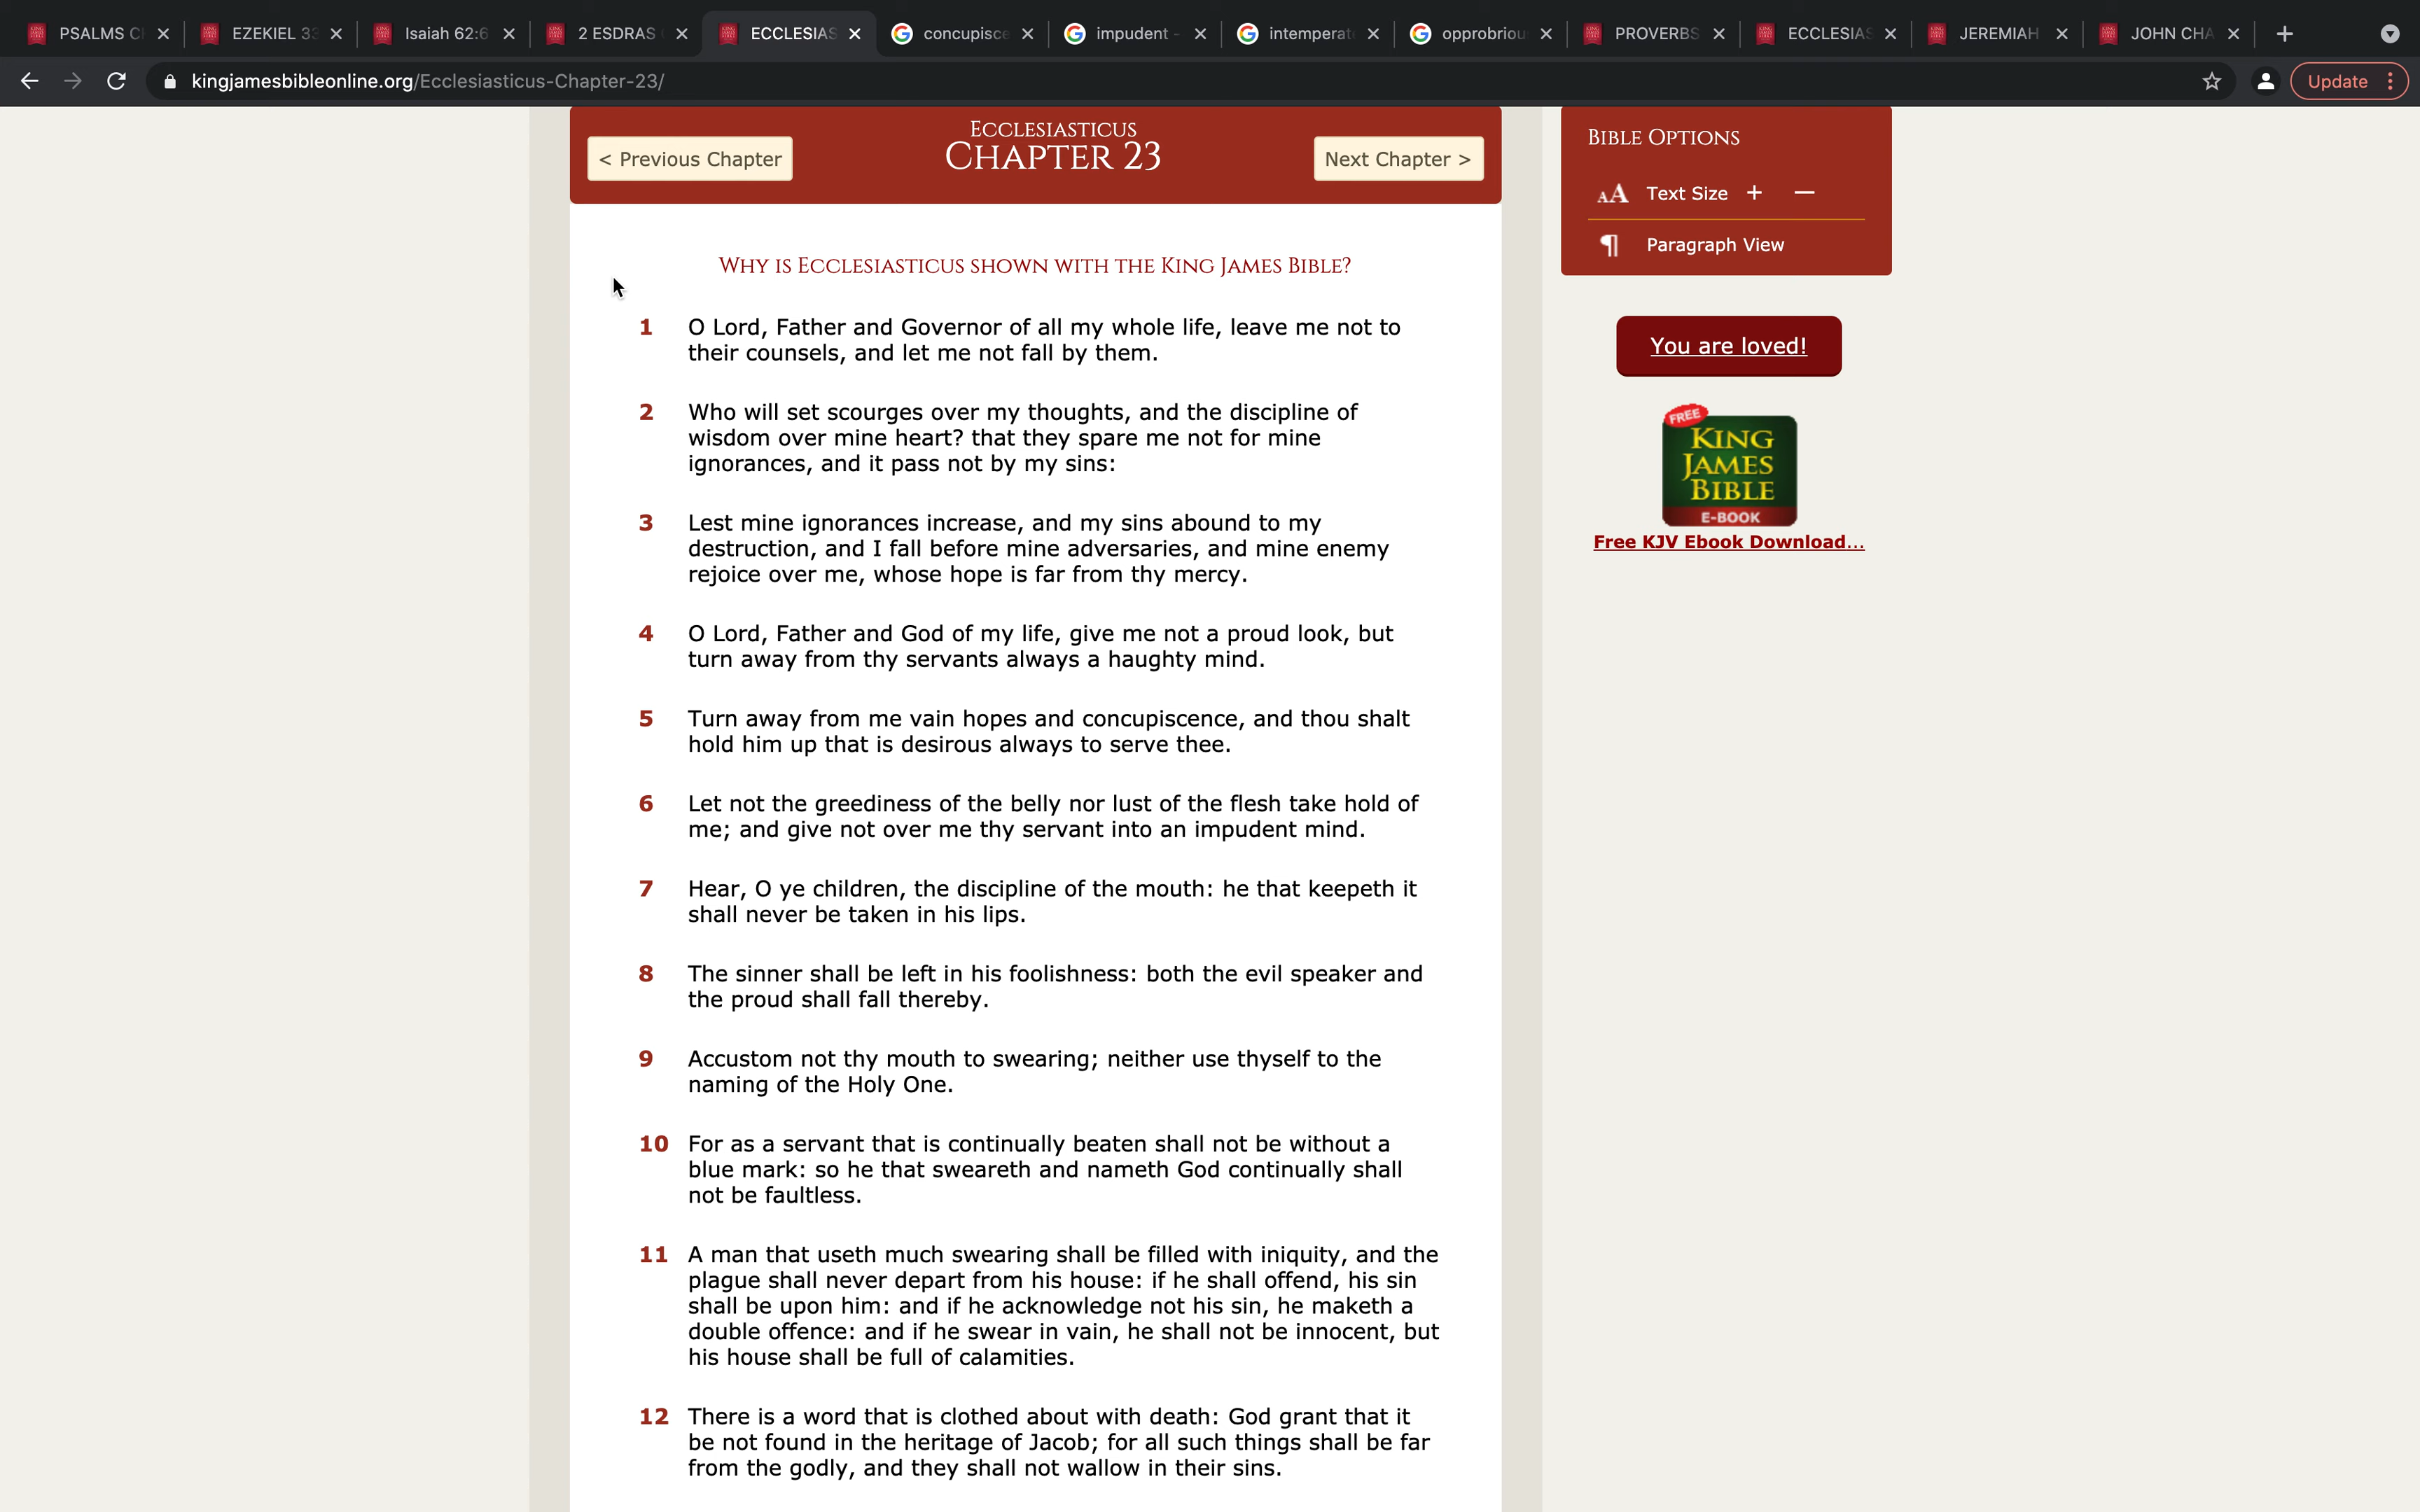 PSALMS C
EZEKIEL 33
Isaiah 62:6
2 ESDRAS
ECCLESIAS
concupisce
impudent -
intemperat
opprobriou
PROVERBS
ECCLESIAS
JEREMIAH
JOHN CHA
kingjamesbibleonline.org/Ecclesiasticus-Chapter-23/
Update
< Previous Chapter
Ecclesiasticus
Chapter 23
Next Chapter >
Why is Ecclesiasticus shown with the King James Bible?
1 O Lord, Father and Governor of all my whole life, leave me not to
their counsels, and let me not fall by them.
2 Who will set scourges over my thoughts, and the discipline of
wisdom over mine heart? that they spare me not for mine
ignorances, and it pass not by my sins:
3 Lest mine ignorances increase, and my sins abound to my
destruction, and I fall before mine adversaries, and mine enemy
rejoice over me, whose hope is far from thy mercy.
4 O Lord, Father and God of my life, give me not a proud look, but
turn away from thy servants always a haughty mind.
5 Turn away from me vain hopes and concupiscence, and thou shalt
hold him up that is desirous always to serve thee.
6 Let not the greediness of the belly nor lust of the flesh take hold of
me; and give not over me thy servant into an impudent mind.
7 Hear, O ye children, the discipline of the mouth: he that keepeth it
shall never be taken in his lips.
8 The sinner shall be left in his foolishness: both the evil speaker and
the proud shall fall thereby.
9 Accustom not thy mouth to swearing; neither use thyself to the
naming of the Holy One.
10 For as a servant that is continually beaten shall not be without a
blue mark: so he that sweareth and nameth God continually shall
not be faultless.
11 A man that useth much swearing shall be filled with iniquity, and the
plague shall never depart from his house: if he shall offend, his sin
shall be upon him: and if he acknowledge not his sin, he maketh a
double offence: and if he swear in vain, he shall not be innocent, but
his house shall be full of calamities.
12 There is a word that is clothed about with death: God grant that it
be not found in the heritage of Jacob; for all such things shall be far
from the godly, and they shall not wallow in their sins.
Bible Options
AA Text Size + –
¶ Paragraph View
You are loved!
FREE
King
James
Bible
E-BOOK
Free KJV Ebook Download...